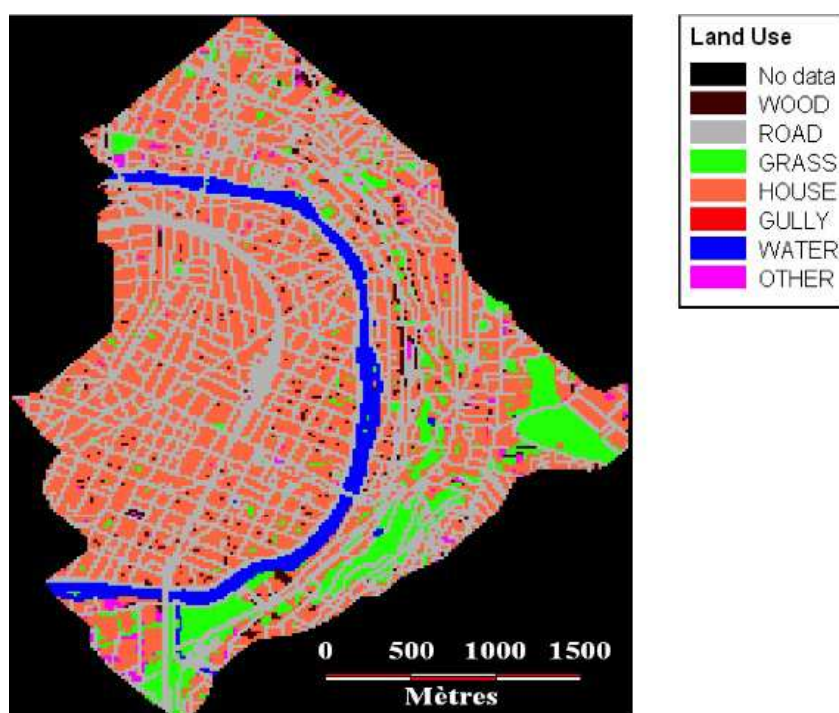 Land Use
No data
WOOD
ROAD
GRASS
HOUSE
GULLY
WATER
OTHER
0 500 1000 1500
Mètres